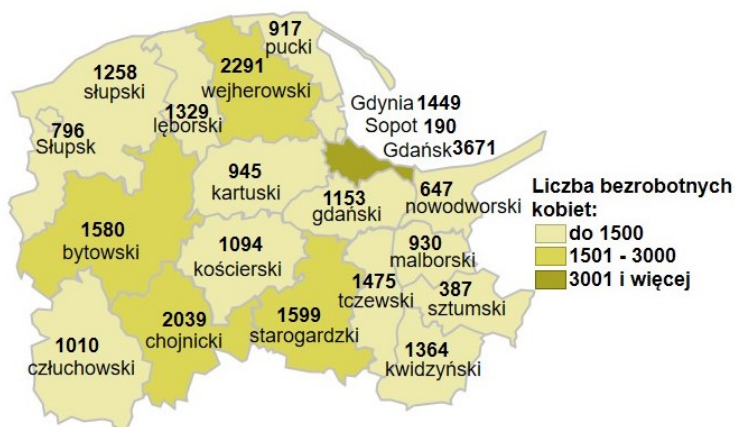 917
pucki
1258
słupski
2291
wejherowski
1329
lęborski
796
Słupsk
Gdynia 1449
Sopot 190
Gdańsk 3671
945
kartuski
1153
gdański
647
nowodworski
1580
bytowski
1094
kościerski
930
malborski
1475
tczewski
387
sztumski
2039
chojnicki
1599
starogardzki
1010
człuchowski
1364
kwidzyński
Liczba bezrobotnych
kobiet:
do 1500
1501 - 3000
3001 i więcej